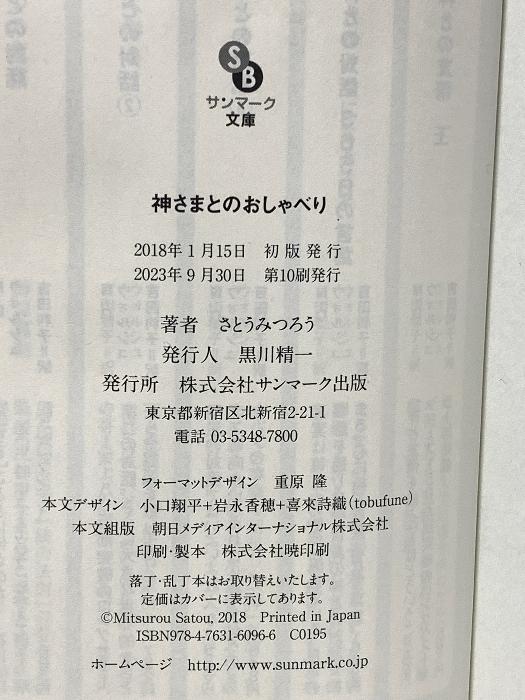 SB
サンマーク
文庫
神さまとのおしゃべり
2018年1月15日 初版発行
2023年9月30日 第10刷発行
著者 さとうみつろう
発行人 黒川精一
発行所 株式会社サンマーク出版
東京都新宿区北新宿2-21-1
電話 03-5348-7800
フォーマットデザイン 重原 隆
本文デザイン 小口翔平+岩永香穂+喜來詩織(tobufune)
本文組版 朝日メディアインターナショナル株式会社
印刷・製本 株式会社暁印刷
落丁・乱丁本はお取り替えいたします。
定価はカバーに表示してあります。
©Mitsurou Satou, 2018 Printed in Japan
ISBN978-4-7631-6096-6 C0195
ホームページ http://www.sunmark.co.jp